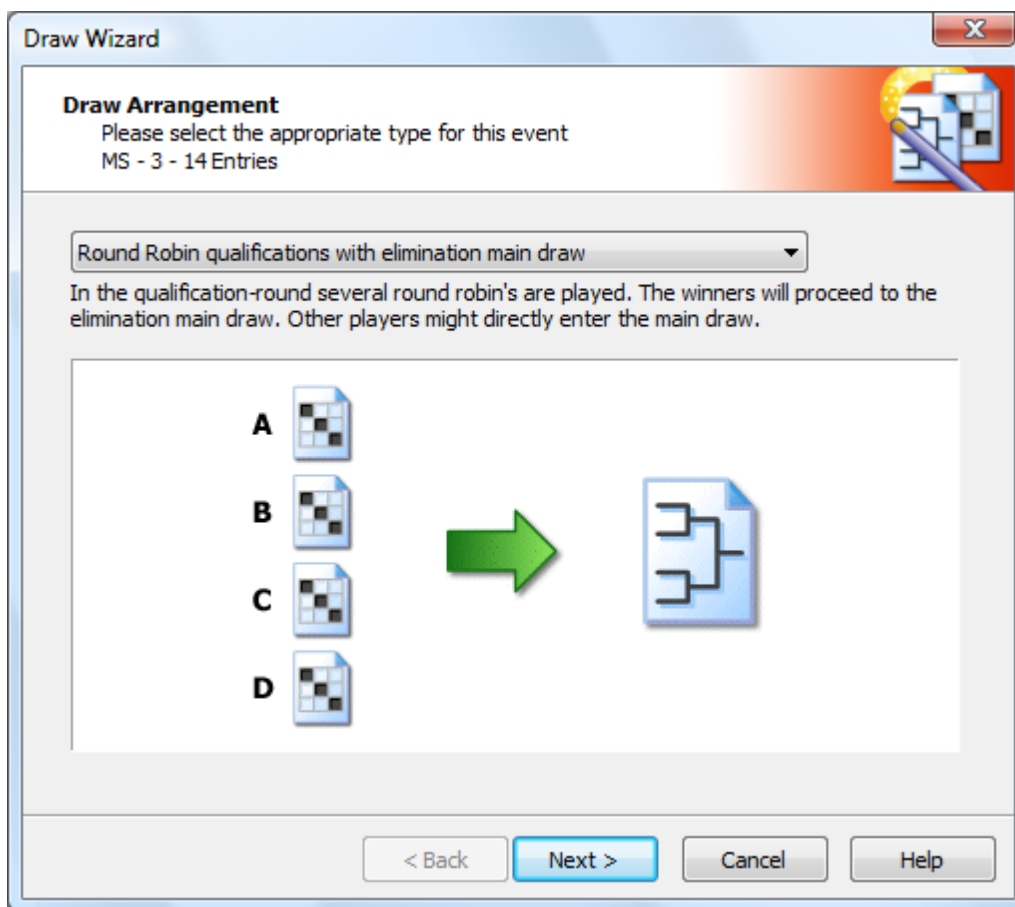 Draw Wizard
Draw Arrangement
Please select the appropriate type for this event
MS - 3 - 14 Entries
Round Robin qualifications with elimination main draw
In the qualification-round several round robin's are played. The winners will proceed to the
elimination main draw. Other players might directly enter the main draw.
A
B
C
D
< Back
Next >
Cancel
Help